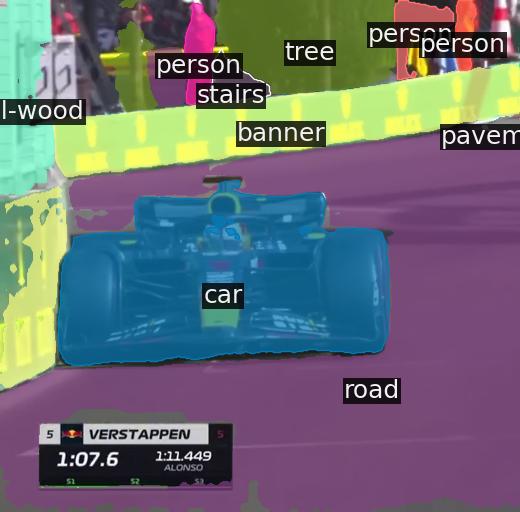 person
tree
person
person
stairs
l-wood
banner
pavem
car
road
5 VERSTAPPEN 5
1:07.6 1:11.449
ALONSO
S1 S2 S3